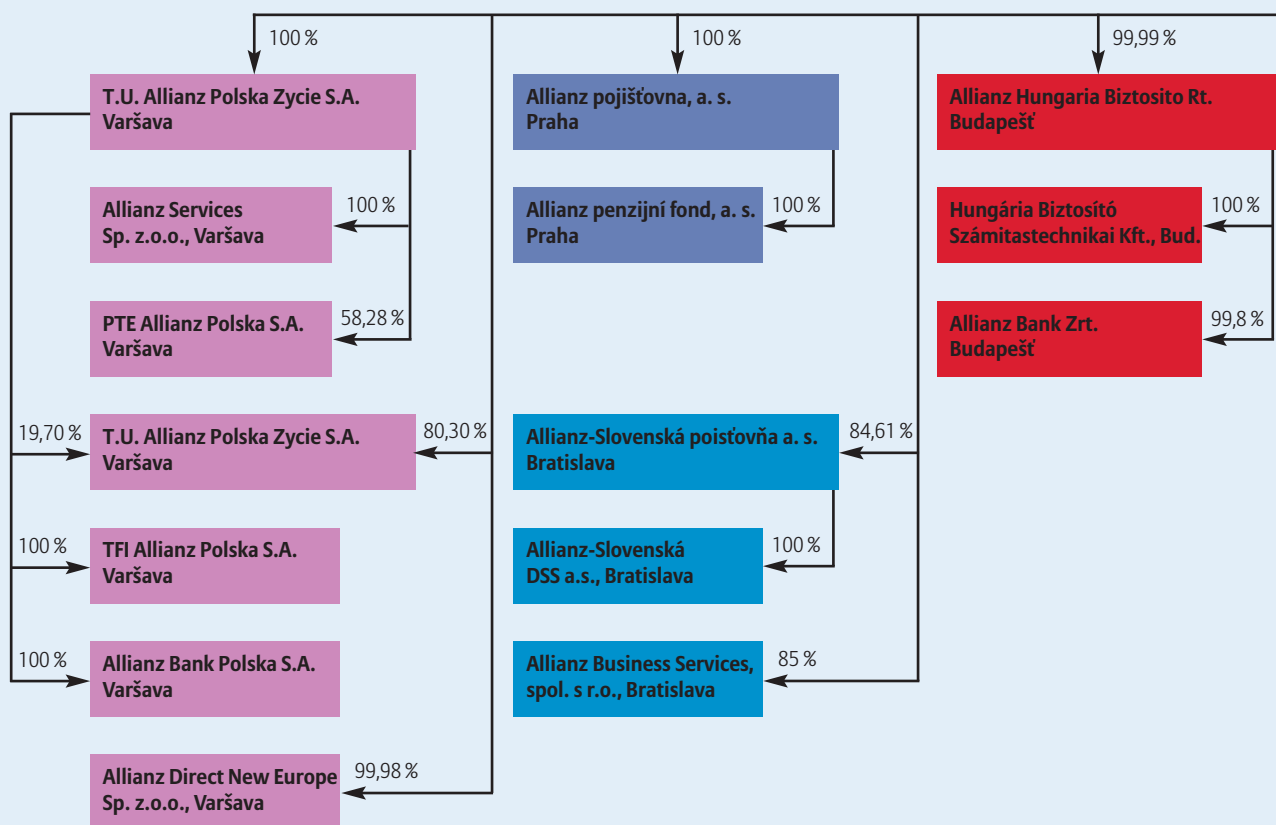 100 %
100 %
99,99 %
T.U. Allianz Polska Zycie S.A.
Varšava
Allianz pojišťovna, a. s.
Praha
Allianz Hungaria Biztosito Rt.
Budapešť
Allianz Services
Sp. z.o.o., Varšava
100 %
Allianz penzijní fond, a. s.
Praha
100 %
Hungária Biztosító
Számitastechnikai Kft., Bud.
100 %
PTE Allianz Polska S.A.
Varšava
58,28 %
Allianz Bank Zrt.
Budapešť
99,8 %
19,70 %
T.U. Allianz Polska Zycie S.A.
Varšava
80,30 %
Allianz-Slovenská poisťovňa a. s.
Bratislava
84,61 %
100 %
TFI Allianz Polska S.A.
Varšava
Allianz-Slovenská
DSS a.s., Bratislava
100 %
100 %
Allianz Bank Polska S.A.
Varšava
Allianz Business Services,
spol. s r.o., Bratislava
85 %
Allianz Direct New Europe
Sp. z.o.o., Varšava
99,98 %